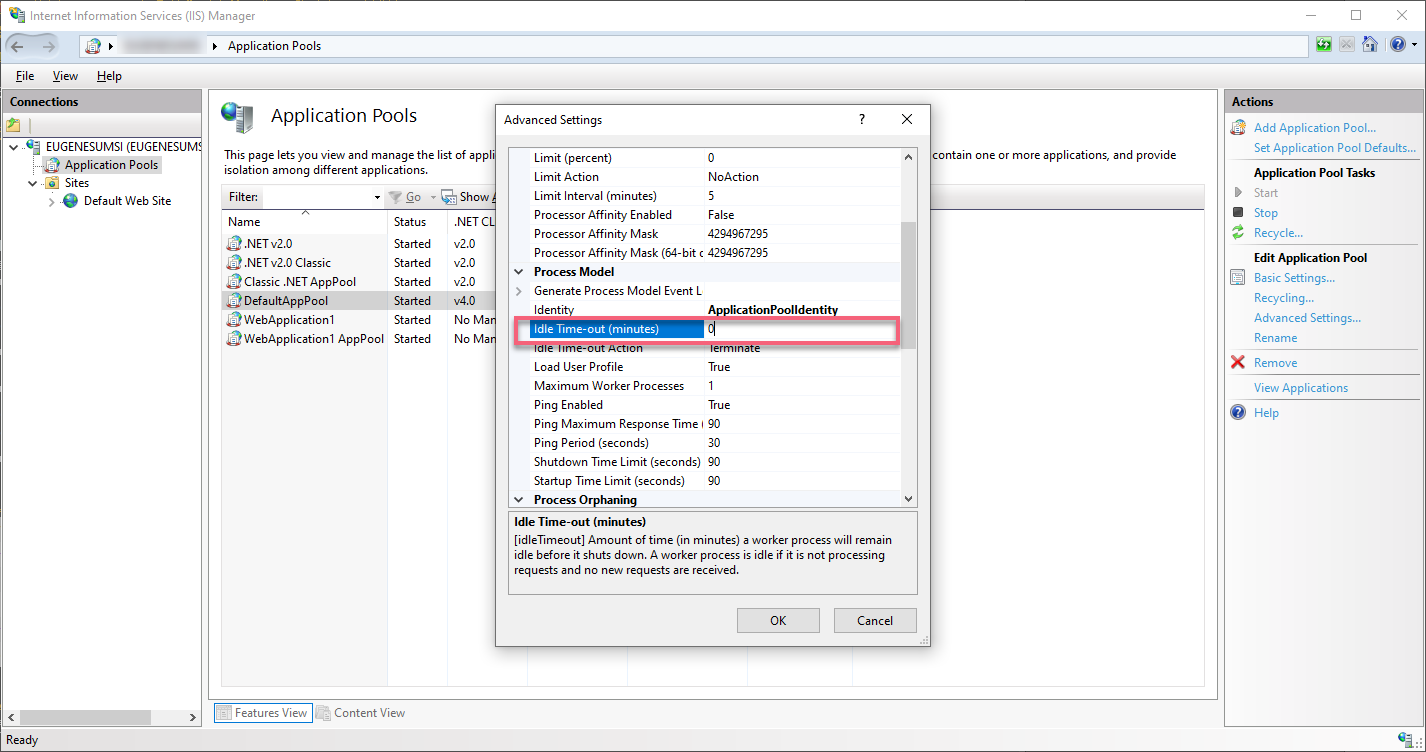 Internet Information Services (IIS) Manager
Application Pools
File View Help
Connections
EUGENESUMSI (EUGENESUMS
Application Pools
Sites
Default Web Site
Application Pools
This page lets you view and manage the list of appli
contain one or more applications, and provide
isolation among different applications.
Filter: Go Show A
Name Status .NET CL
.NET v2.0 Started v2.0
.NET v2.0 Classic Started v2.0
Classic .NET AppPool Started v2.0
DefaultAppPool Started v4.0
WebApplication1 Started No Man
WebApplication1 AppPool Started No Man
Features View Content View
Ready
Advanced Settings ?
Limit (percent) 0
Limit Action NoAction
Limit Interval (minutes) 5
Processor Affinity Enabled False
Processor Affinity Mask 4294967295
Processor Affinity Mask (64-bit c 4294967295
Process Model
Generate Process Model Event L
Identity ApplicationPoolIdentity
Idle Time-out (minutes) 0
Idle Time-out Action Terminate
Load User Profile True
Maximum Worker Processes 1
Ping Enabled True
Ping Maximum Response Time ( 90
Ping Period (seconds) 30
Shutdown Time Limit (seconds) 90
Startup Time Limit (seconds) 90
Process Orphaning
Idle Time-out (minutes)
[idleTimeout] Amount of time (in minutes) a worker process will remain
idle before it shuts down. A worker process is idle if it is not processing
requests and no new requests are received.
OK Cancel
Actions
Add Application Pool...
Set Application Pool Defaults...
Application Pool Tasks
Start
Stop
Recycle...
Edit Application Pool
Basic Settings...
Recycling...
Advanced Settings...
Rename
Remove
View Applications
Help